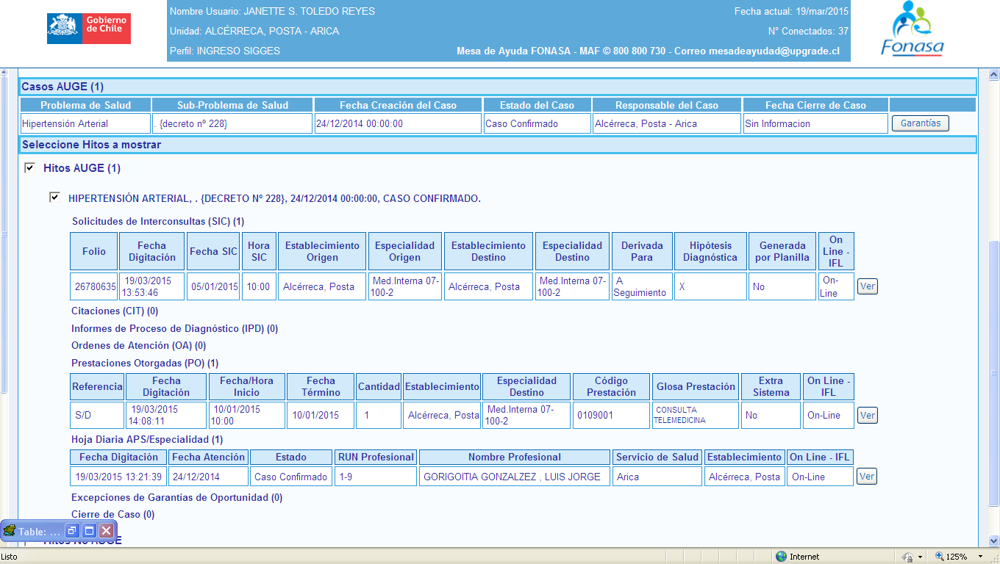 Gobierno de Chile
Nombre Usuario: JANETTE S. TOLEDO REYES
Fecha actual: 19/mar/2015
Unidad: ALCÉRRECA, POSTA - ARICA
N° Conectados: 37
Perfil: INGRESO SIGGES
Mesa de Ayuda FONASA - MAF © 800 800 730 - Correo mesadeayudad@upgrade.cl
Fonasa
Casos AUGE (1)
Problema de Salud Sub-Problema de Salud Fecha Creación del Caso Estado del Caso Responsable del Caso Fecha Cierre de Caso
Hipertensión Arterial . {decreto nº 228} 24/12/2014 00:00:00 Caso Confirmado Alcérreca, Posta - Arica Sin Informacion Garantías
Seleccione Hitos a mostrar
Hitos AUGE (1)
HIPERTENSIÓN ARTERIAL, . {DECRETO Nº 228}, 24/12/2014 00:00:00, CASO CONFIRMADO.
Solicitudes de Interconsultas (SIC) (1)
Folio Fecha Digitación Fecha SIC Hora SIC Establecimiento Origen Especialidad Origen Establecimiento Destino Especialidad Destino Derivada Para Hipótesis Diagnóstica Generada por Planilla On Line - IFL
26780635 19/03/2015 13:53:46 05/01/2015 10:00 Alcérreca, Posta Med.Interna 07-100-2 Alcérreca, Posta Med.Interna 07-100-2 A Seguimiento X No On-Line Ver
Citaciones (CIT) (0)
Informes de Proceso de Diagnóstico (IPD) (0)
Ordenes de Atención (OA) (0)
Prestaciones Otorgadas (PO) (1)
Referencia Fecha Digitación Fecha/Hora Inicio Fecha Término Cantidad Establecimiento Especialidad Destino Código Prestación Glosa Prestación Extra Sistema On Line - IFL
S/D 19/03/2015 14:08:11 10/01/2015 10:00 10/01/2015 1 Alcérreca, Posta Med.Interna 07-100-2 0109001 CONSULTA TELEMEDICINA No On-Line Ver
Hoja Diaria APS/Especialidad (1)
Fecha Digitación Fecha Atención Estado RUN Profesional Nombre Profesional Servicio de Salud Establecimiento On Line - IFL
19/03/2015 13:21:39 24/12/2014 Caso Confirmado 1-9 GORIGOITIA GONZALZEZ , LUIS JORGE Arica Alcérreca, Posta On-Line Ver
Excepciones de Garantías de Oportunidad (0)
Cierre de Caso (0)
Table: ...
Hitos No AUGE
Listo
Internet
125%